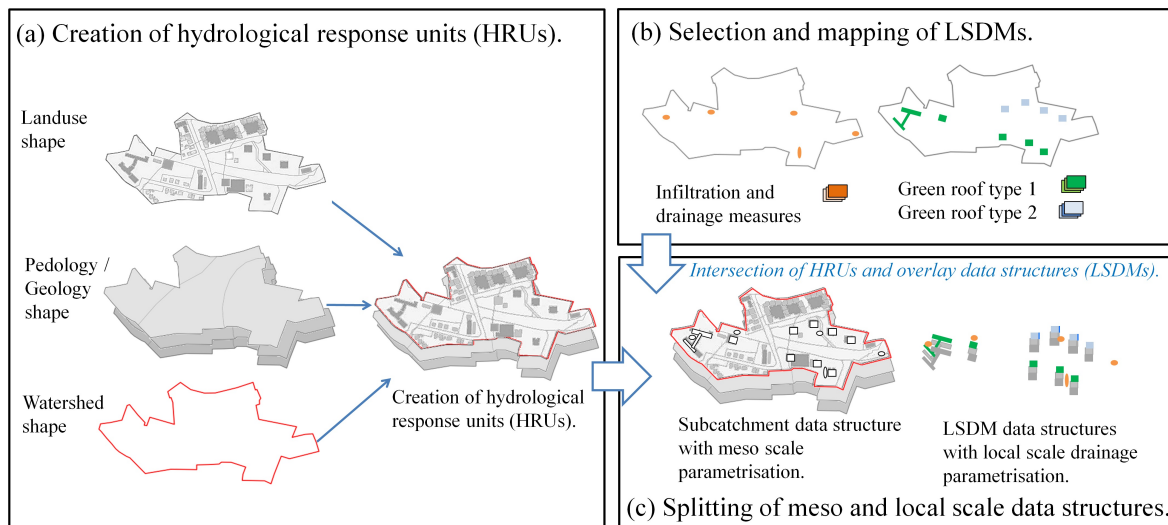 (a) Creation of hydrological response units (HRUs).
Landuse
shape
Pedology /
Geology
shape
Watershed
shape
Creation of hydrological
response units (HRUs).
(b) Selection and mapping of LSDMs.
Infiltration and
drainage measures
Green roof type 1
Green roof type 2
Intersection of HRUs and overlay data structures (LSDMs).
Subcatchment data structure
with meso scale
parametrisation.
LSDM data structures
with local scale drainage
parametrisation.
(c) Splitting of meso and local scale data structures.